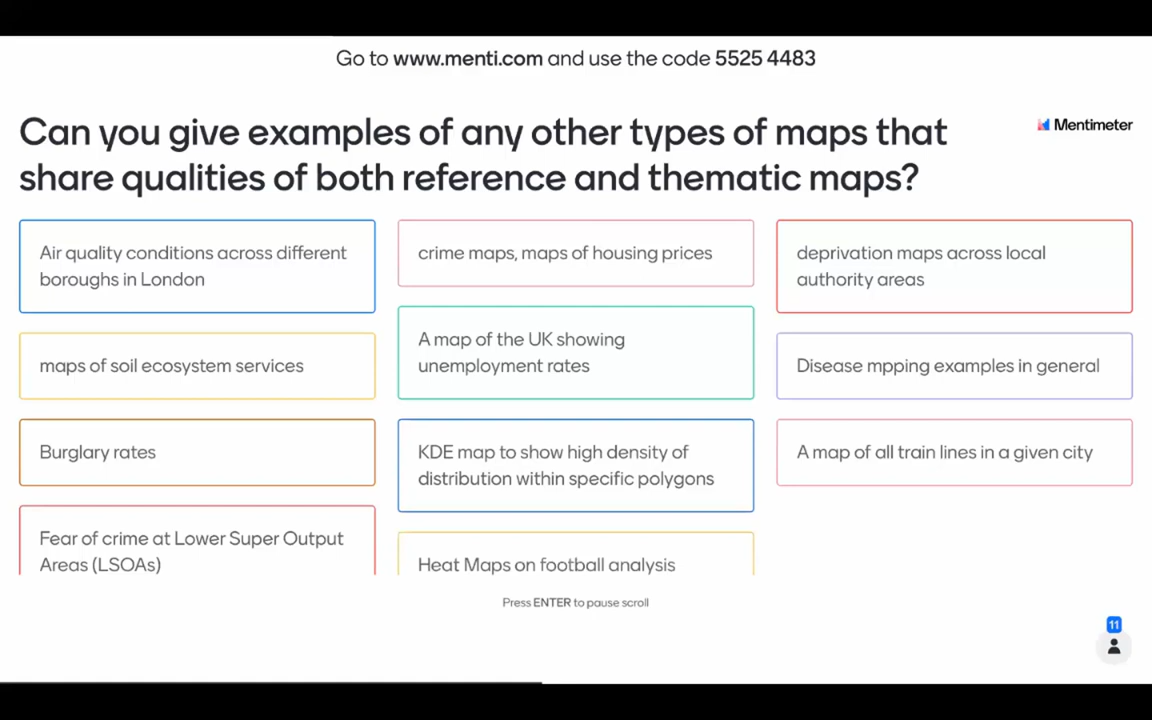 Go to www.menti.com and use the code 5525 4483
Can you give examples of any other types of maps that
share qualities of both reference and thematic maps?
Mentimeter
Air quality conditions across different
boroughs in London
crime maps, maps of housing prices
deprivation maps across local
authority areas
maps of soil ecosystem services
A map of the UK showing
unemployment rates
Disease mpping examples in general
Burglary rates
KDE map to show high density of
distribution within specific polygons
A map of all train lines in a given city
Fear of crime at Lower Super Output
Areas (LSOAs)
Heat Maps on football analysis
Press ENTER to pause scroll
11